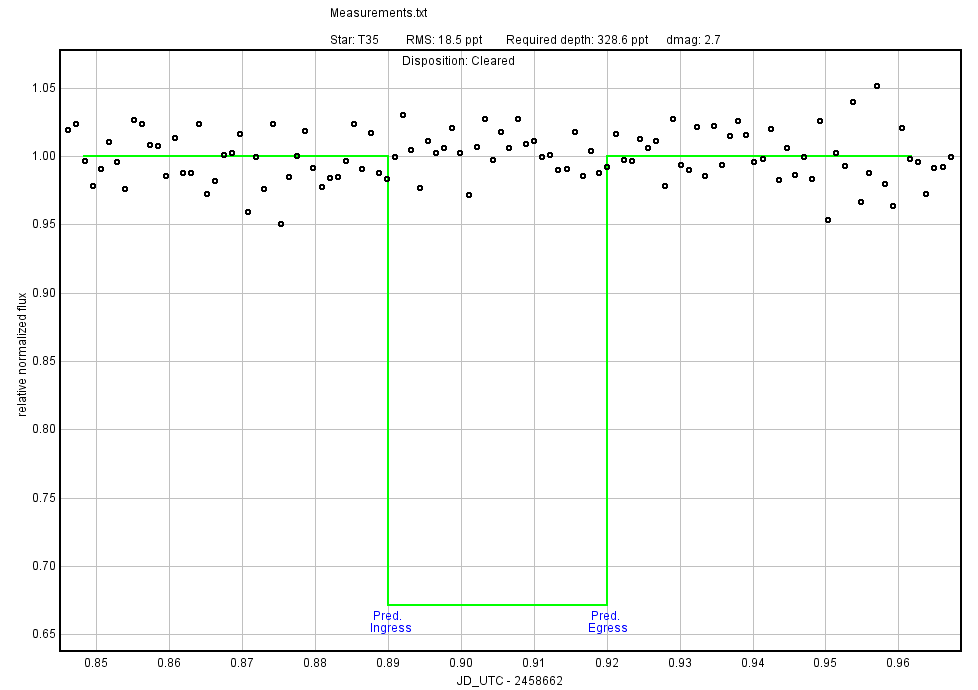 Measurements.txt
Star: T35 RMS: 18.5 ppt Required depth: 328.6 ppt dmag: 2.7
Disposition: Cleared
1.05
1.00
0.95
0.90
0.85
0.80
0.75
0.70
0.65
relative normalized flux
Pred. Ingress
Pred. Egress
0.85 0.86 0.87 0.88 0.89 0.90 0.91 0.92 0.93 0.94 0.95 0.96
JD_UTC - 2458662